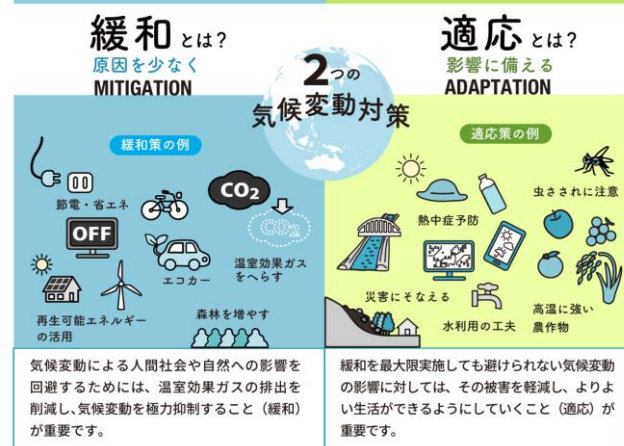 緩和とは?
原因を少なく
MITIGATION
2つの
気候変動対策
適応とは?
影響に備える
ADAPTATION
緩和策の例
節電・省エネ
OFF
CO2
CO2
エコカー
温室効果ガス
をへらす
再生可能エネルギー
の活用
森林を増やす
適応策の例
虫さされに注意
熱中症予防
災害にそなえる
水利用の工夫
高温に強い
農作物
気候変動による人間社会や自然への影響を
回避するためには、温室効果ガスの排出を
削減し、気候変動を極力抑制すること(緩和)
が重要です。
緩和を最大限実施しても避けられない気候変動
の影響に対しては、その被害を軽減し、よりよ
い生活ができるようにしていくこと(適応)が
重要です。